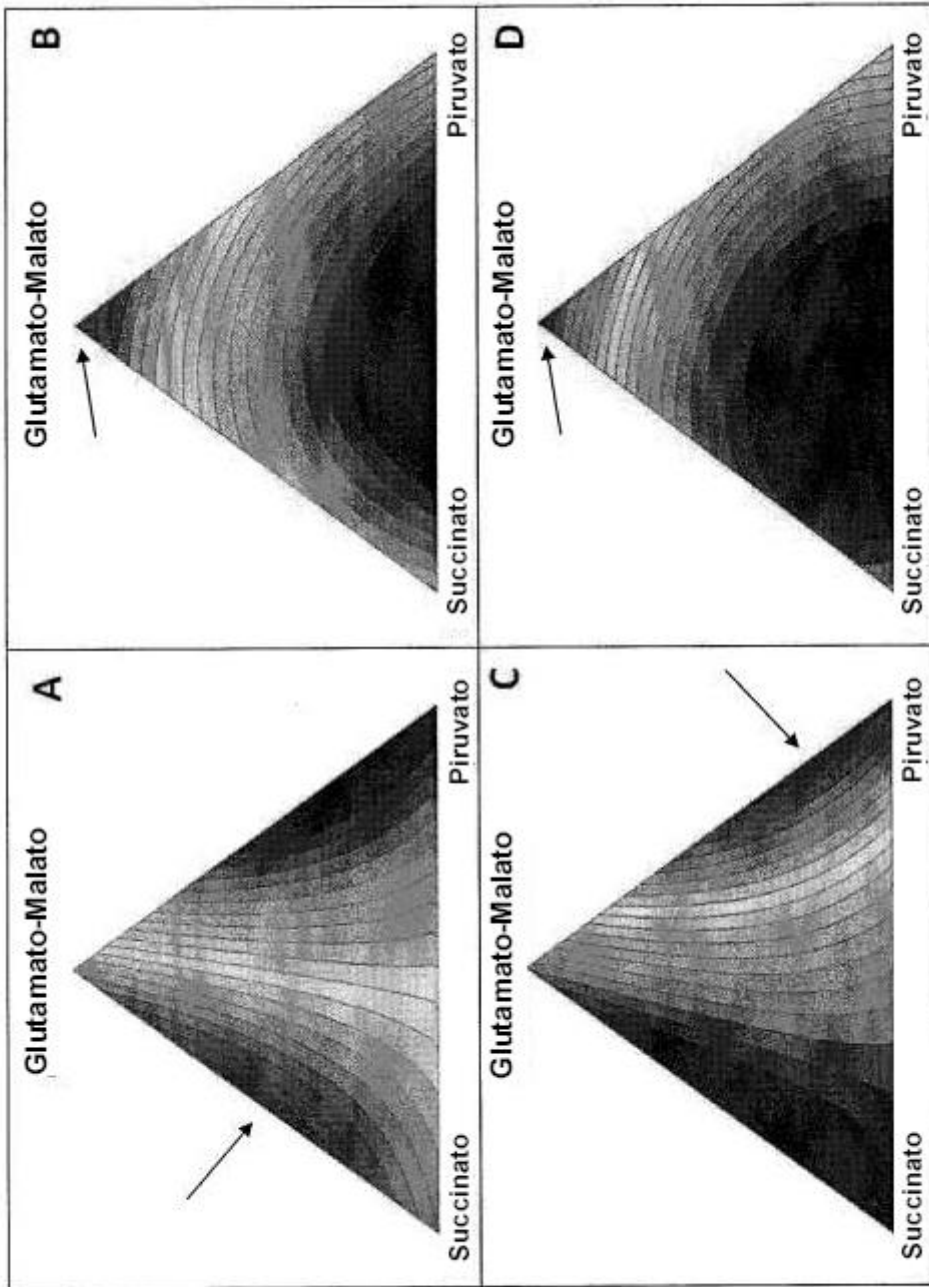 A
Glutamato-Malato
Succinato
Piruvato
B
Glutamato-Malato
Succinato
Piruvato
C
Glutamato-Malato
Succinato
Piruvato
D
Glutamato-Malato
Succinato
Piruvato